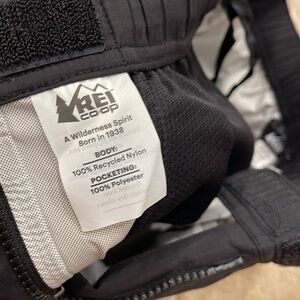 REI
CO·OP
A Wilderness Spirit
Born in 1938
BODY:
100% Recycled Nylon
POCKETING:
100% Polyester